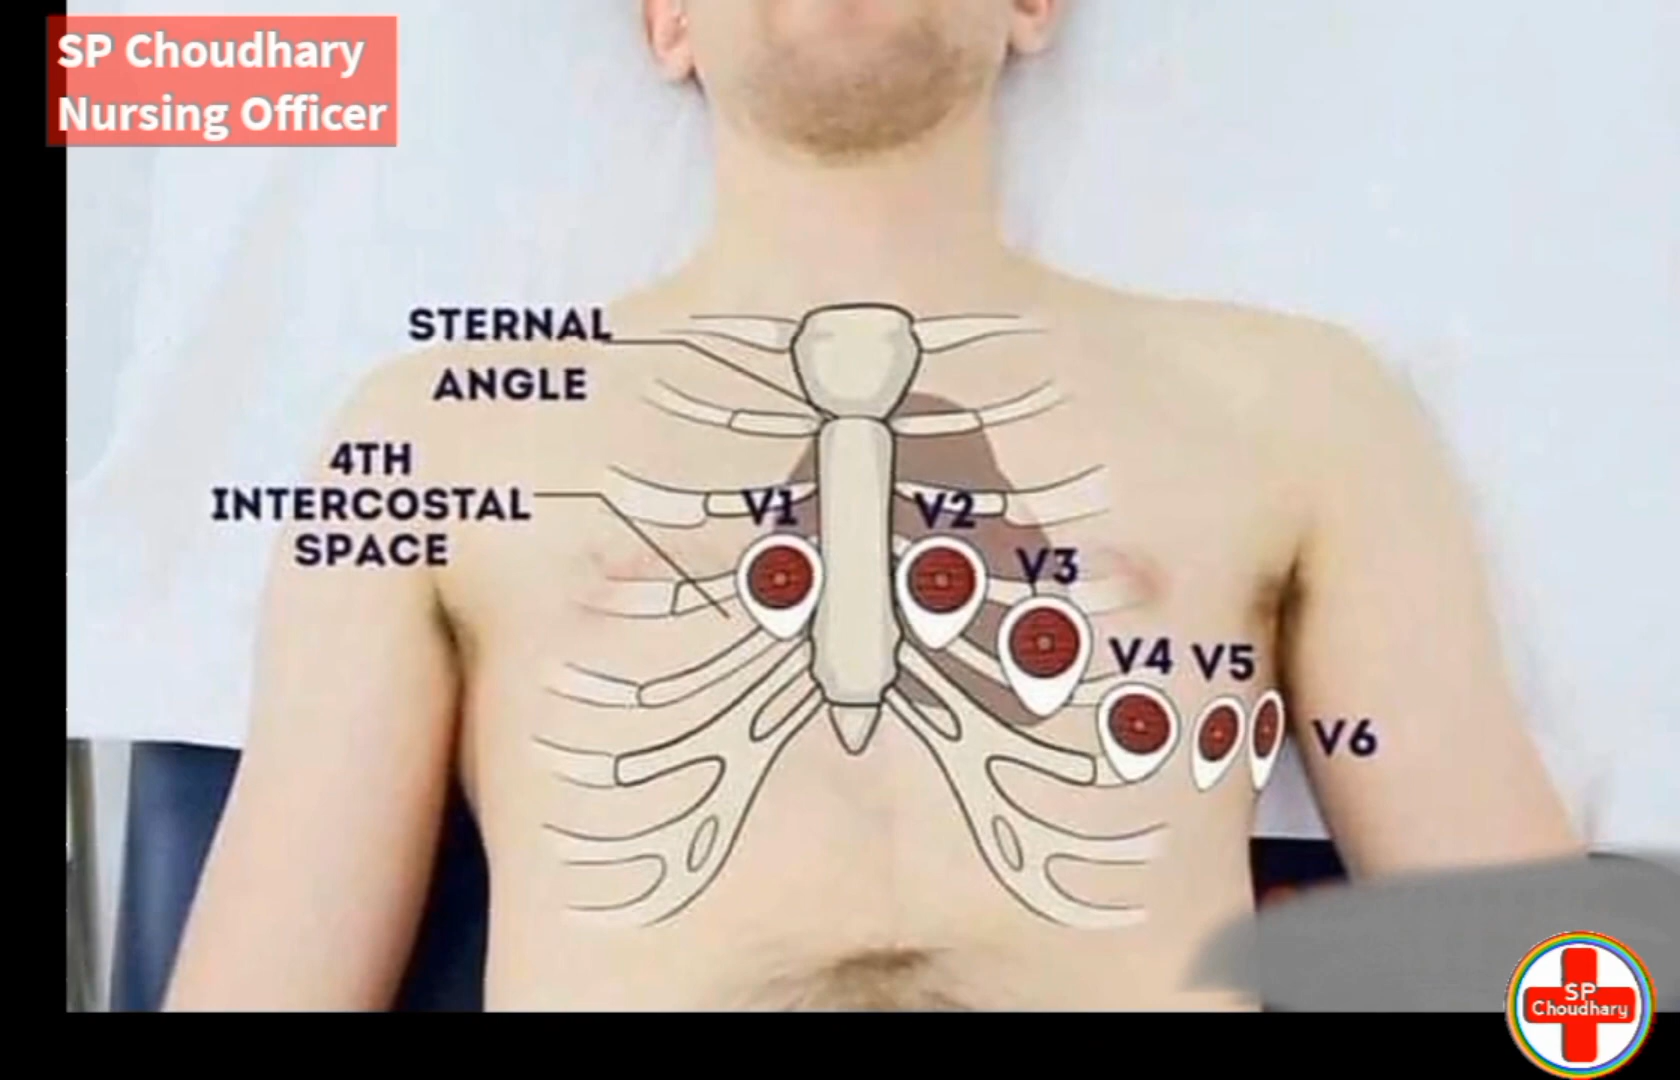 SP Choudhary
Nursing Officer
STERNAL
ANGLE
4TH
INTERCOSTAL
SPACE
V1
V2
V3
V4
V5
V6
SP
Choudhary